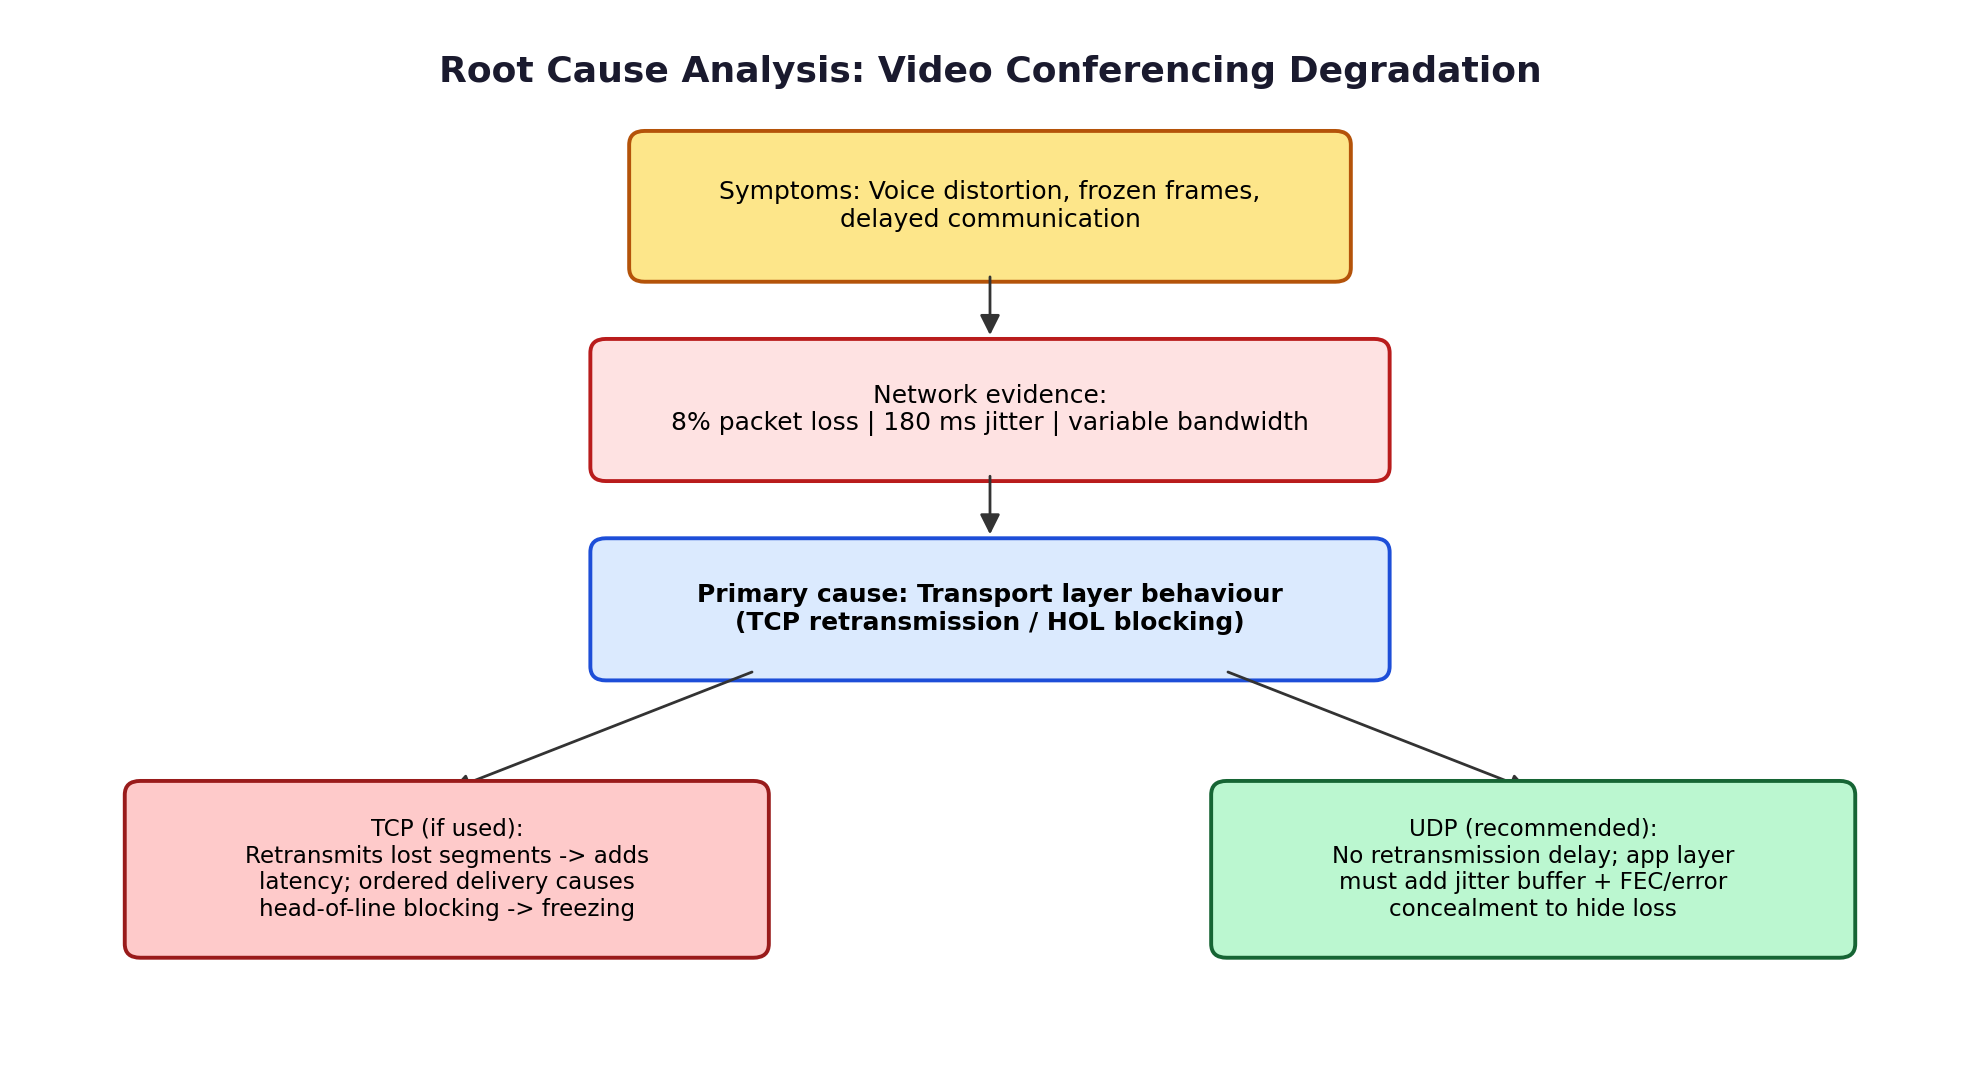 Root Cause Analysis: Video Conferencing Degradation
Symptoms: Voice distortion, frozen frames,
delayed communication
Network evidence:
8% packet loss | 180 ms jitter | variable bandwidth
Primary cause: Transport layer behaviour
(TCP retransmission / HOL blocking)
TCP (if used):
Retransmits lost segments -> adds
latency; ordered delivery causes
head-of-line blocking -> freezing
UDP (recommended):
No retransmission delay; app layer
must add jitter buffer + FEC/error
concealment to hide loss